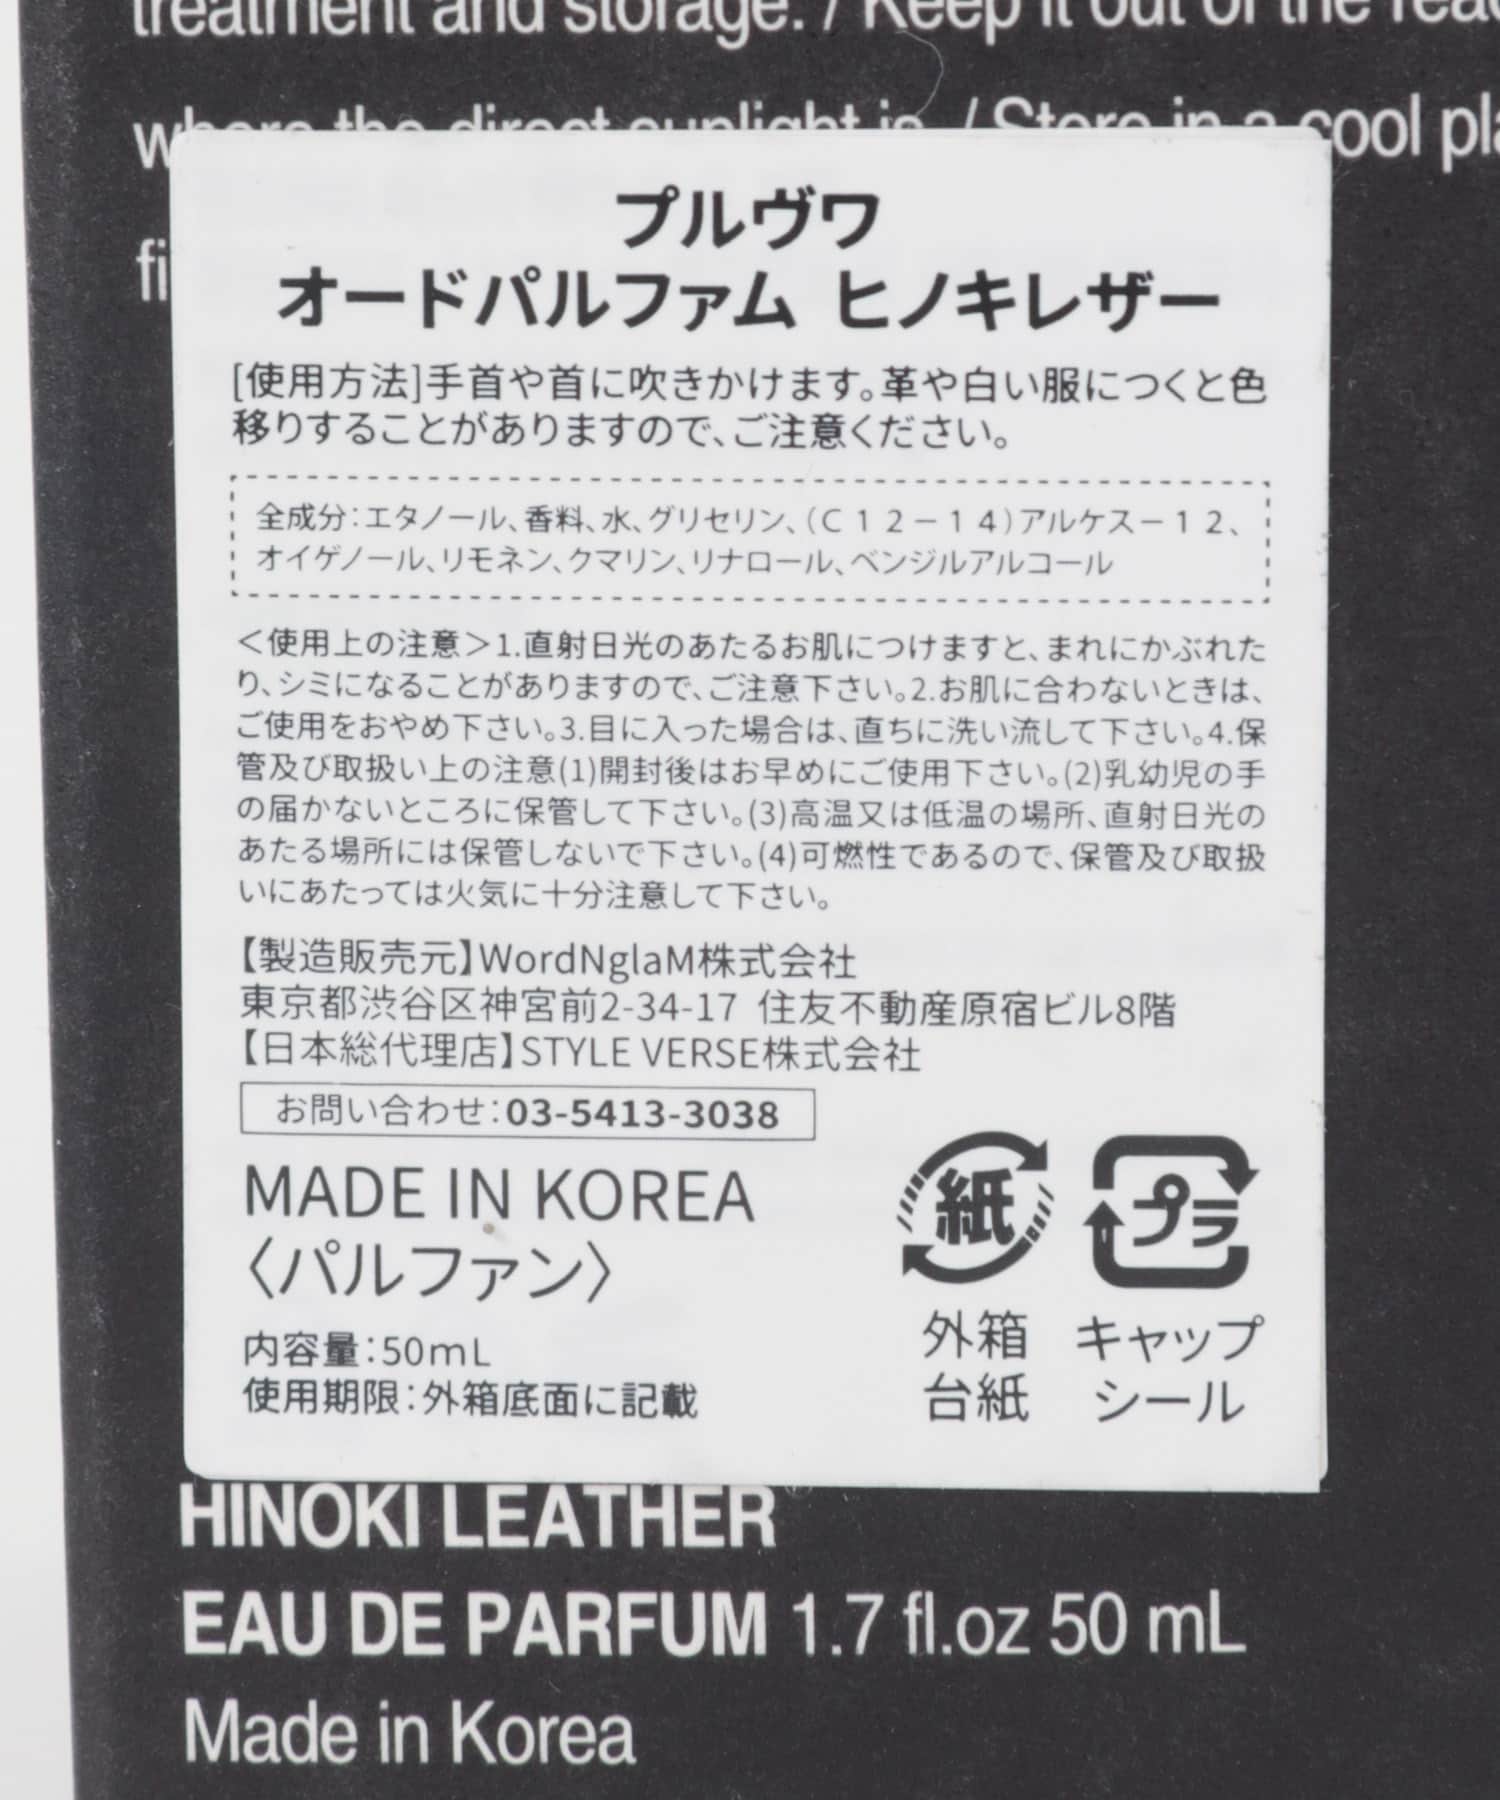 treatment and storage. / Keep it out of the
where the direct sunlight is. / Store in a cool
プルヴワ
オードパルファム ヒノキレザー
[使用方法]手首や首に吹きかけます。革や白い服につくと色
移りすることがありますので、ご注意ください。
全成分：エタノール、香料、水、グリセリン、（Ｃ１２－１４）アルケス－１２、
オイゲノール、リモネン、クマリン、リナロール、ベンジルアルコール
＜使用上の注意＞1.直射日光のあたるお肌につけますと、まれにかぶれた
り、シミになることがありますので、ご注意下さい。2.お肌に合わないときは、
ご使用をおやめ下さい。3.目に入った場合は、直ちに洗い流して下さい。4.保
管及び取扱い上の注意(1)開封後はお早めにご使用下さい。(2)乳幼児の手
の届かないところに保管して下さい。(3)高温又は低温の場所、直射日光の
あたる場所には保管しないで下さい。(4)可燃性であるので、保管及び取扱
いにあたっては火気に十分注意して下さい。
【製造販売元】WordNglaM株式会社
東京都渋谷区神宮前2-34-17 住友不動産原宿ビル8階
【日本総代理店】STYLE VERSE株式会社
お問い合わせ：03-5413-3038
MADE IN KOREA
〈パルファン〉
内容量：50mL
使用期限：外箱底面に記載
紙
プラ
外箱
台紙
キャップ
シール
HINOKI LEATHER
EAU DE PARFUM 1.7 fl.oz 50 mL
Made in Korea